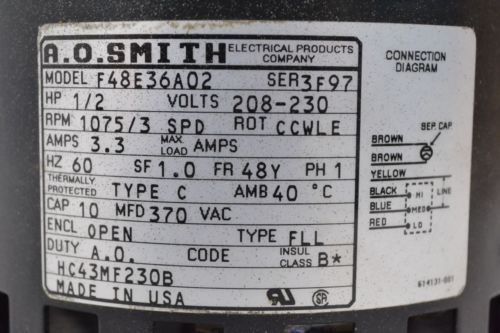 A.O.SMITH ELECTRICAL PRODUCTS COMPANY
MODEL F48E36A02 SER 3F97
HP 1/2 VOLTS 208-230
RPM 1075/3 SPD ROT CCWLE
AMPS 3.3 MAX LOAD AMPS
HZ 60 SF 1.0 FR 48Y PH 1
THERMALLY PROTECTED TYPE C AMB 40 °C
CAP 10 MFD 370 VAC
ENCL OPEN TYPE FLL
DUTY A.O. CODE INSUL CLASS B*
HC43MF230B
MADE IN USA
CONNECTION
DIAGRAM
BROWN
BROWN
YELLOW
BLACK HI LINE
BLUE MED
RED LO
614131-001